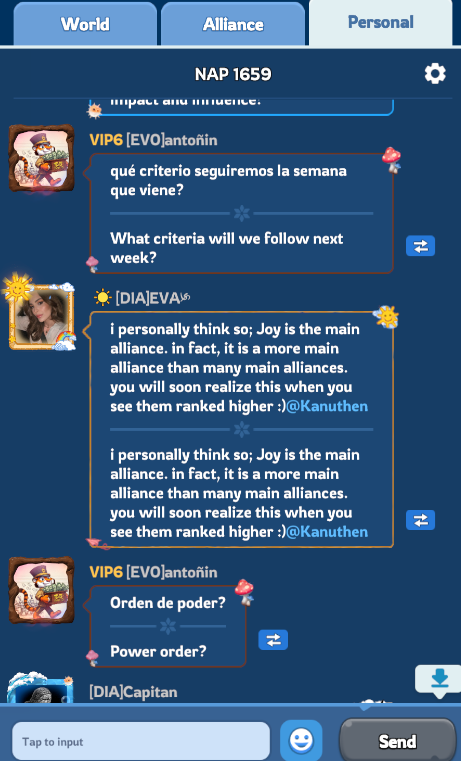 World
Alliance
Personal
NAP 1659
impact and influence?
VIP6 [EVO]antoñin
qué criterio seguiremos la semana
que viene?
What criteria will we follow next
week?
[DIA]EVA
i personally think so; Joy is the main
alliance. in fact, it is a more main
alliance than many main alliances.
you will soon realize this when you
see them ranked higher :)@Kanuthen
i personally think so; Joy is the main
alliance. in fact, it is a more main
alliance than many main alliances.
you will soon realize this when you
see them ranked higher :)@Kanuthen
VIP6 [EVO]antoñin
Orden de poder?
Power order?
[DIA]Capitan
Tap to input
Send